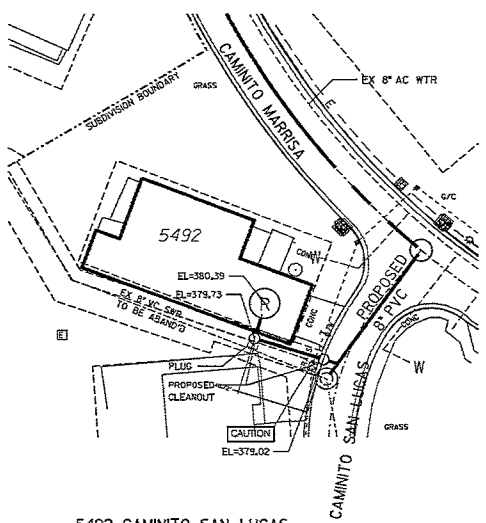 CAMINITO MARRISA
EX 8" AC WTR
E
GRASS
SUBDIVISION BOUNDARY
G/C
5492
CONC
W
EL=380.39
EL=379.73
R
EX 8" VC SWR
TO BE ABAND'D
CONC
PROPOSED
8" PVC
CONC
E
PLUG
W
PROPOSED
CLEANOUT
GRASS
CAUTION
EL=379.02
CAMINITO SAN LUCAS
5492 CAMINITO SAN LUCAS